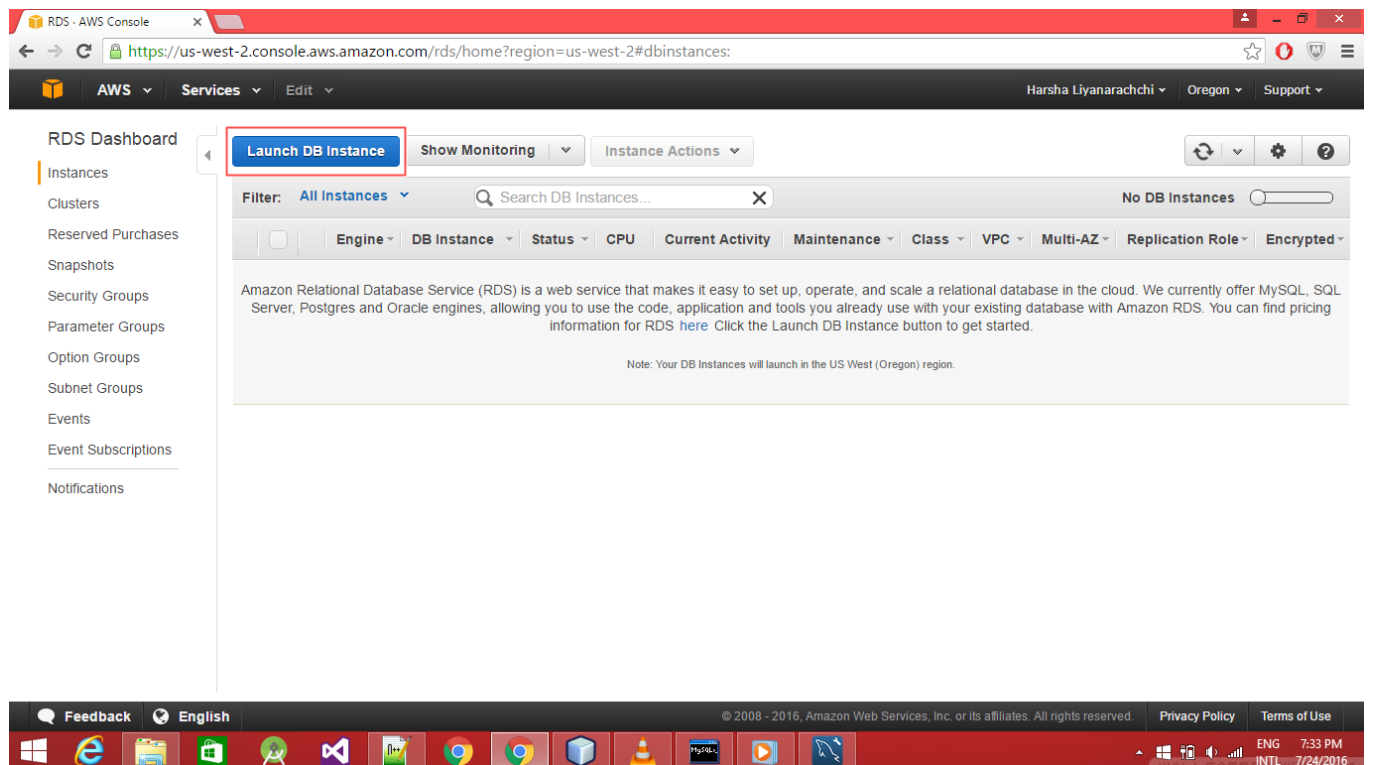 RDS · AWS Console
https://us-west-2.console.aws.amazon.com/rds/home?region=us-west-2#dbinstances:
AWS Services Edit Harsha Liyanarachchi Oregon Support
RDS Dashboard
Instances
Clusters
Reserved Purchases
Snapshots
Security Groups
Parameter Groups
Option Groups
Subnet Groups
Events
Event Subscriptions
Notifications
Launch DB Instance Show Monitoring Instance Actions
Filter: All Instances Search DB Instances... No DB Instances
Engine DB Instance Status CPU Current Activity Maintenance Class VPC Multi-AZ Replication Role Encrypted
Amazon Relational Database Service (RDS) is a web service that makes it easy to set up, operate, and scale a relational database in the cloud. We currently offer MySQL, SQL
Server, Postgres and Oracle engines, allowing you to use the code, application and tools you already use with your existing database with Amazon RDS. You can find pricing
information for RDS here Click the Launch DB Instance button to get started.
Note: Your DB Instances will launch in the US West (Oregon) region.
Feedback English © 2008 - 2016, Amazon Web Services, Inc. or its affiliates. All rights reserved. Privacy Policy Terms of Use
MySQL
ENG 7:33 PM
INTL 7/24/2016